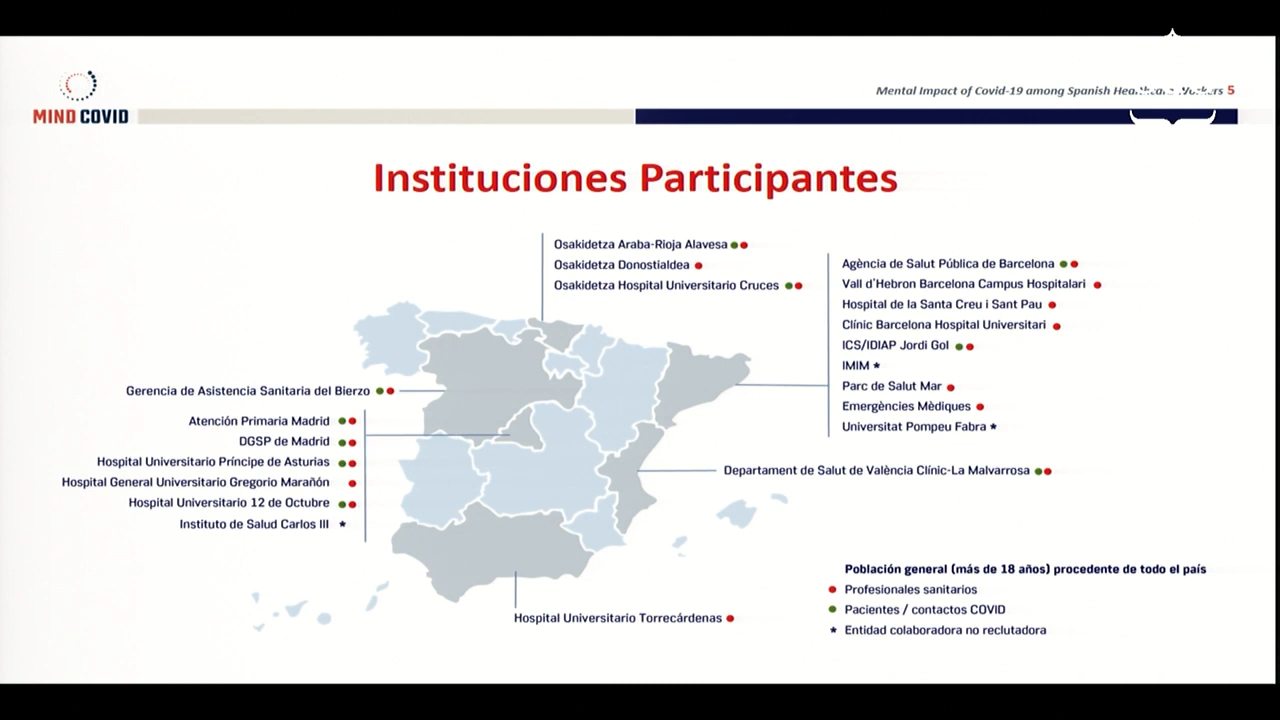 MIND COVID
Mental Impact of Covid-19 among Spanish Healthcare Workers 5
Instituciones Participantes
Osakidetza Araba-Rioja Alavesa
Osakidetza Donostialdea
Osakidetza Hospital Universitario Cruces
Agència de Salut Pública de Barcelona
Vall d'Hebron Barcelona Campus Hospitalari
Hospital de la Santa Creu i Sant Pau
Clínic Barcelona Hospital Universitari
ICS/IDIAP Jordi Gol
IMIM *
Parc de Salut Mar
Emergències Mèdiques
Universitat Pompeu Fabra *
Gerencia de Asistencia Sanitaria del Bierzo
Atención Primaria Madrid
DGSP de Madrid
Hospital Universitario Príncipe de Asturias
Hospital General Universitario Gregorio Marañón
Hospital Universitario 12 de Octubre
Instituto de Salud Carlos III *
Departament de Salut de València Clínic-La Malvarrosa
Hospital Universitario Torrecárdenas
Población general (más de 18 años) procedente de todo el país
Profesionales sanitarios
Pacientes / contactos COVID
* Entidad colaboradora no reclutadora